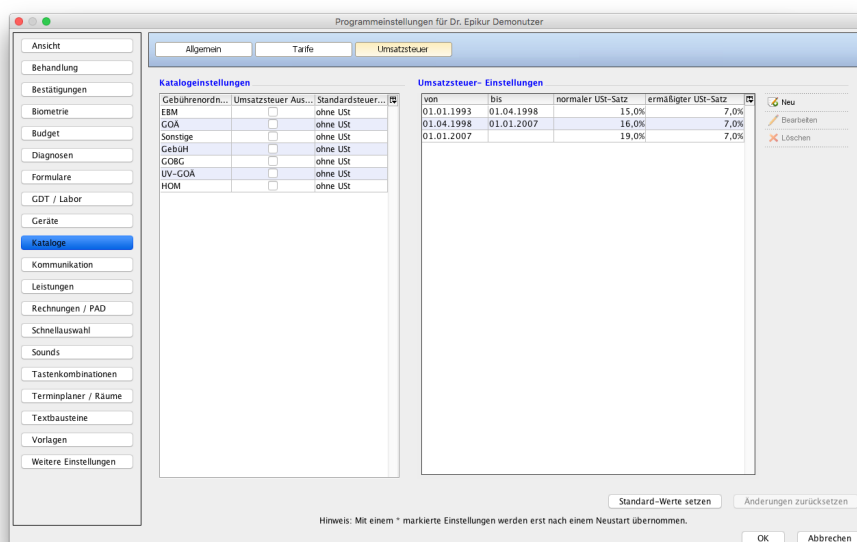 Programmeinstellungen für Dr. Epikur Demonutzer
Ansicht
Behandlung
Bestätigungen
Biometrie
Budget
Diagnosen
Formulare
GDT / Labor
Geräte
Kataloge
Kommunikation
Leistungen
Rechnungen / PAD
Schnellauswahl
Sounds
Tastenkombinationen
Terminplaner / Räume
Textbausteine
Vorlagen
Weitere Einstellungen
Allgemein Tarife Umsatzsteuer
Katalogeinstellungen
Gebührenordn... Umsatzsteuer Aus... Standardsteuer...
EBM ohne USt
GOÄ ohne USt
Sonstige ohne USt
GebüH ohne USt
GOBG ohne USt
UV-GOÄ ohne USt
HOM ohne USt
Umsatzsteuer- Einstellungen
von bis normaler USt-Satz ermäßigter USt-Satz
01.01.1993 01.04.1998 15,0% 7,0%
01.04.1998 01.01.2007 16,0% 7,0%
01.01.2007 19,0% 7,0%
Neu
Bearbeiten
Löschen
Standard-Werte setzen Änderungen zurücksetzen
Hinweis: Mit einem * markierte Einstellungen werden erst nach einem Neustart übernommen.
OK Abbrechen